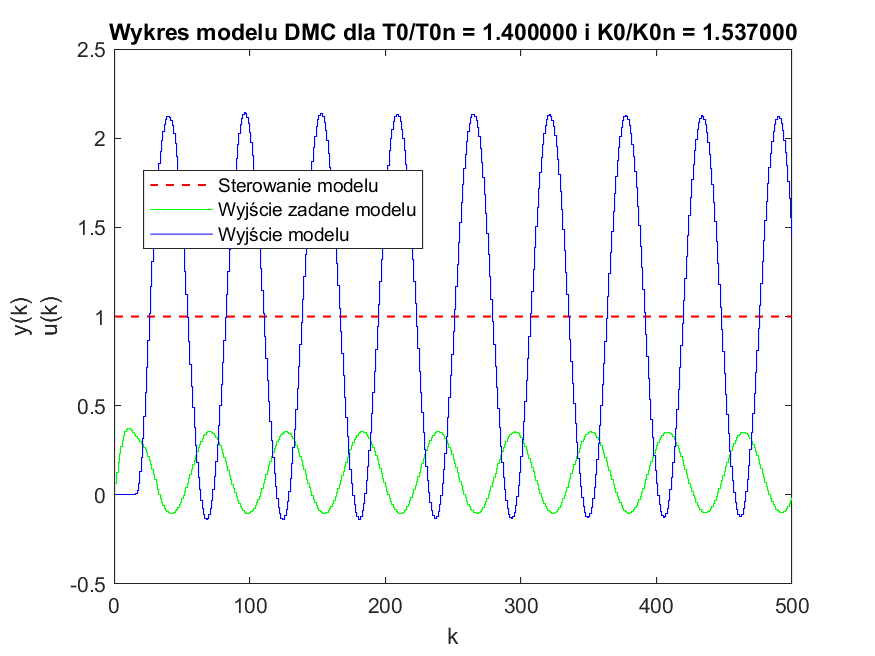 Wykres modelu DMC dla T0/T0n = 1.400000 i K0/K0n = 1.537000
2.5
2
1.5
1
0.5
0
-0.5
y(k)
u(k)
Sterowanie modelu
Wyjście zadane modelu
Wyjście modelu
0
100
200
300
400
500
k